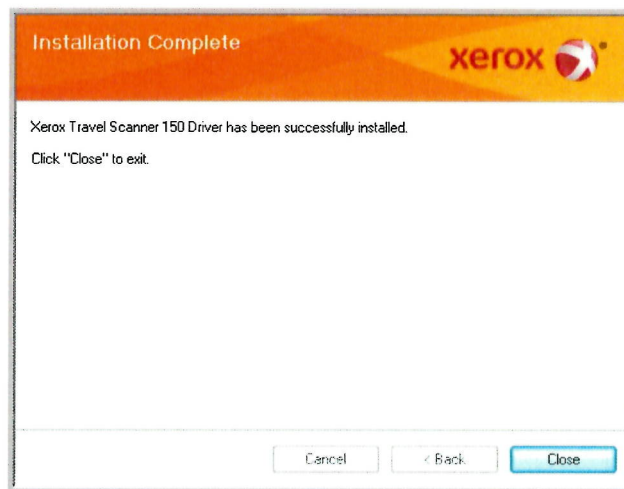 Installation Complete
xerox
Xerox Travel Scanner 150 Driver has been successfully installed.
Click "Close" to exit.
Cancel
< Back
Close